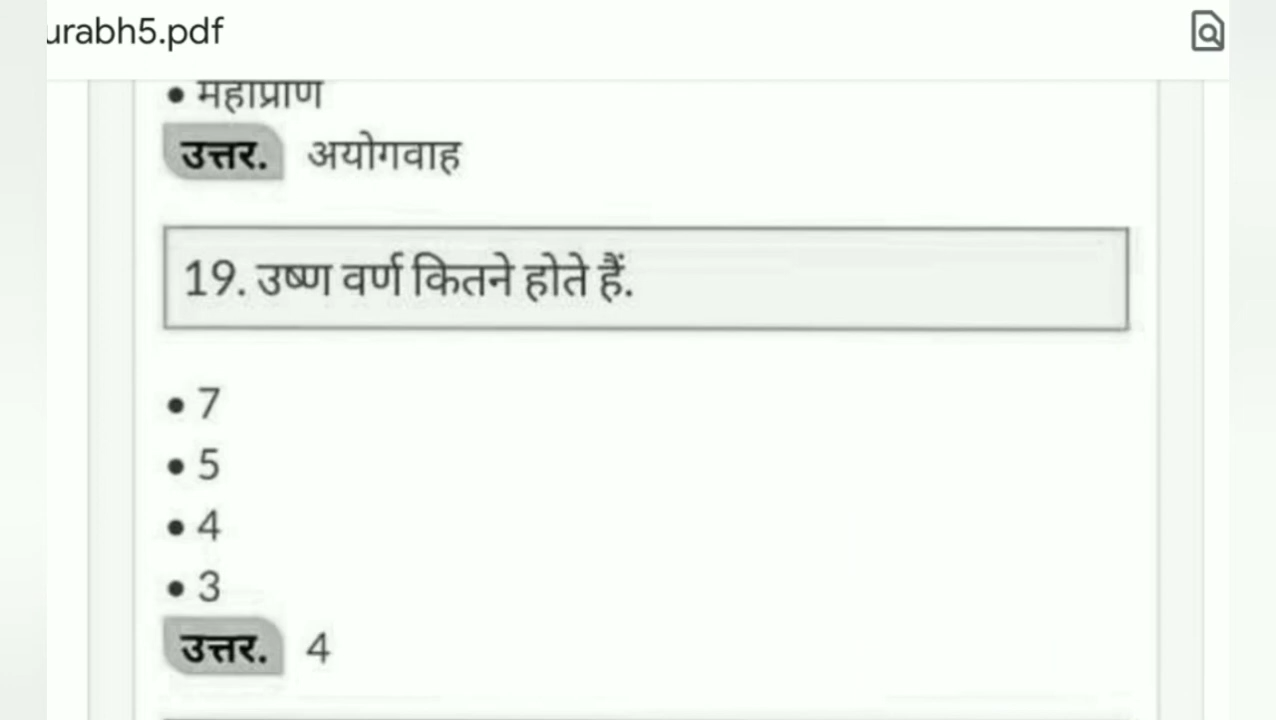 urabh5.pdf
• महाप्राण
उत्तर. अयोगवाह
19. उष्ण वर्ण कितने होते हैं.
• 7
• 5
• 4
• 3
उत्तर. 4